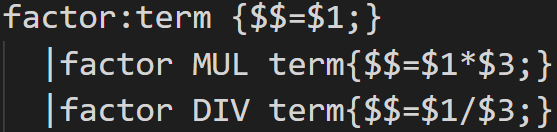 factor:term {$$=$1;}
|factor MUL term{$$=$1*$3;}
|factor DIV term{$$=$1/$3;}